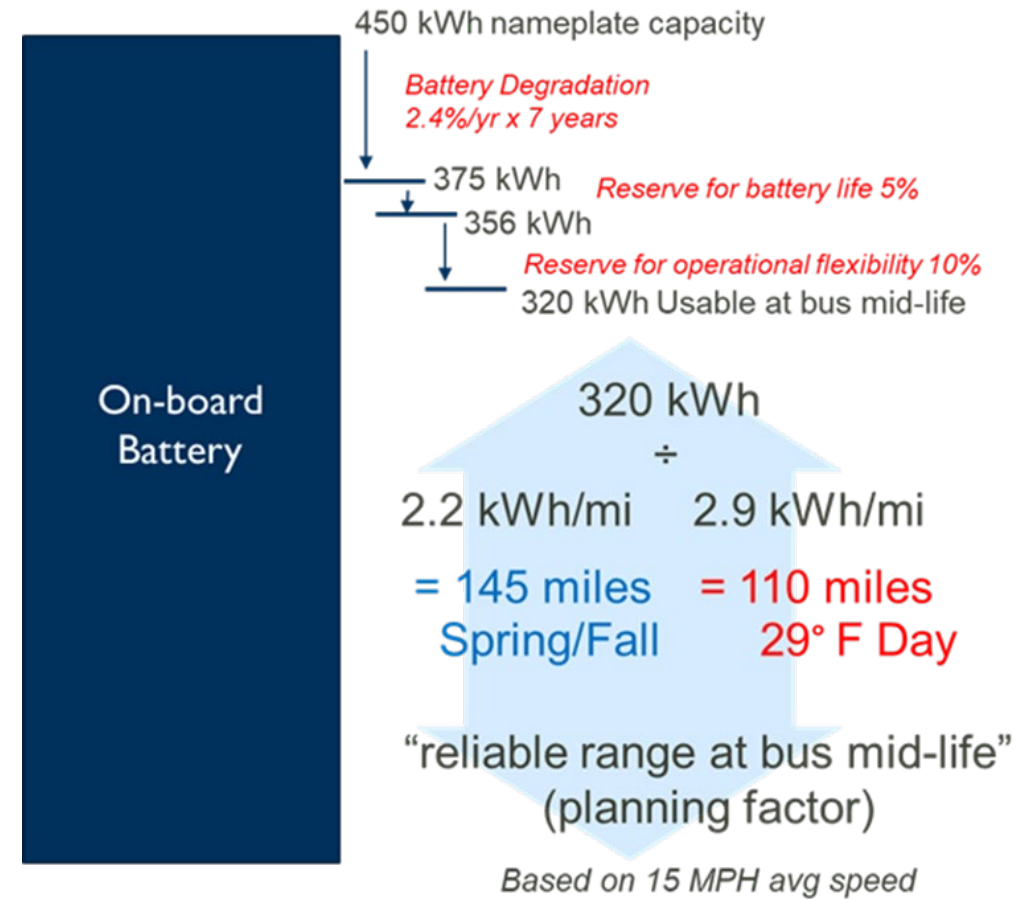 450 kWh nameplate capacity
Battery Degradation
2.4%/yr x 7 years
375 kWh
Reserve for battery life 5%
356 kWh
Reserve for operational flexibility 10%
320 kWh Usable at bus mid-life
On-board
Battery
320 kWh
÷
2.2 kWh/mi 2.9 kWh/mi
= 145 miles = 110 miles
Spring/Fall 29° F Day
“reliable range at bus mid-life”
(planning factor)
Based on 15 MPH avg speed